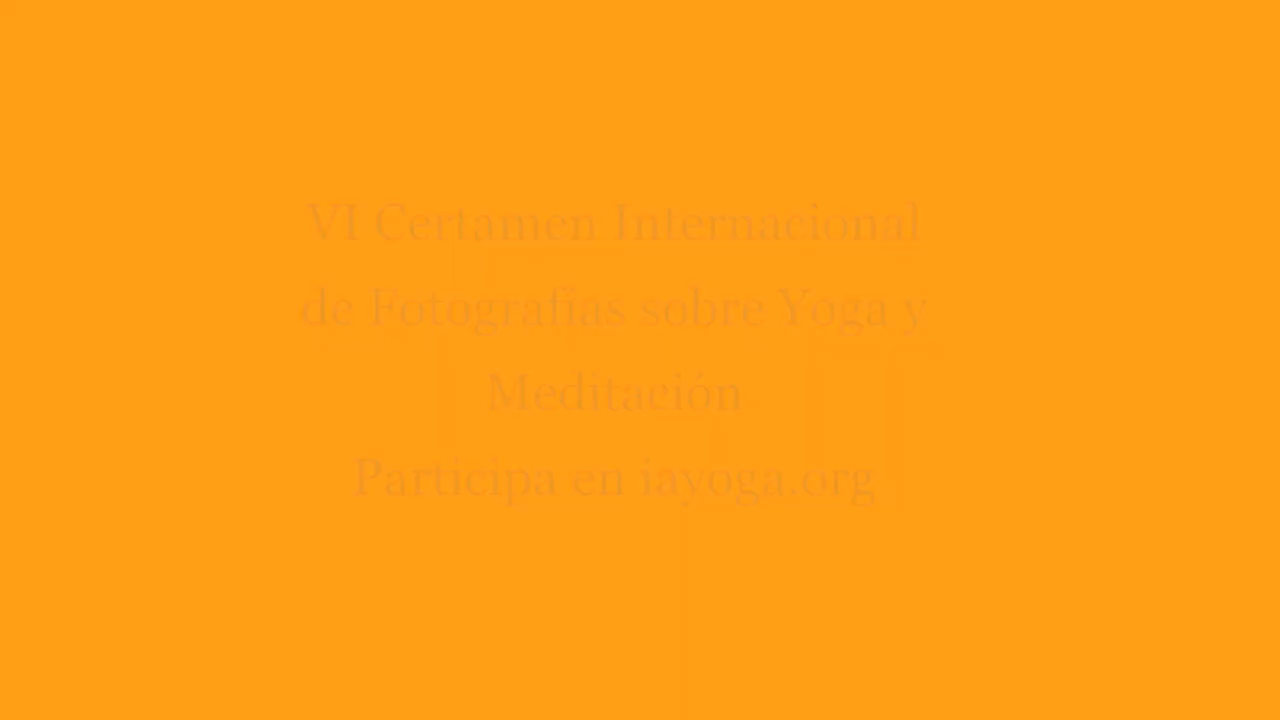 VI Certamen Internacional
de Fotografías sobre Yoga y
Meditación
Participa en iayoga.org